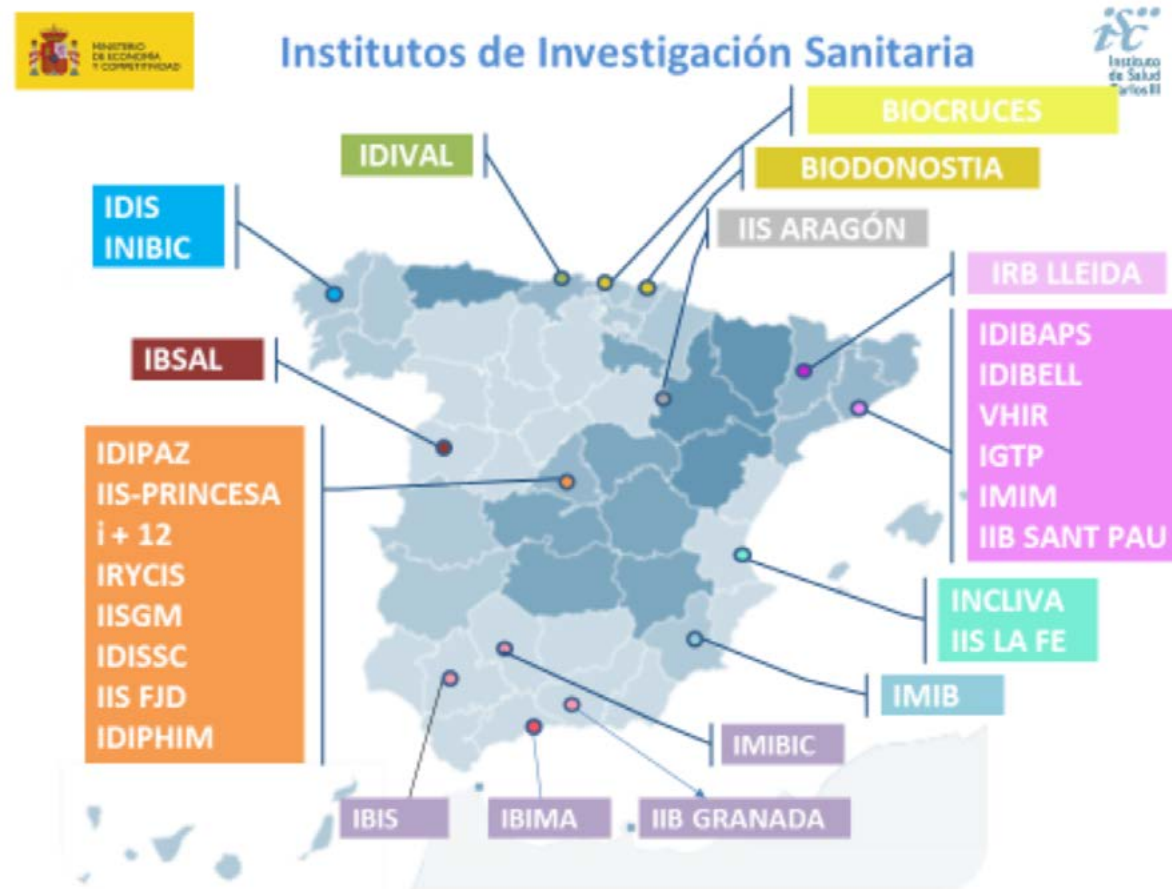 MINISTERIO
DE ECONOMÍA
Y COMPETITIVIDAD
Institutos de Investigación Sanitaria
Instituto
de Salud
Carlos III
BIOCRUCES
IDIVAL
BIODONOSTIA
IDIS
INIBIC
IIS ARAGÓN
IRB LLEIDA
IBSAL
IDIBAPS
IDIBELL
VHIR
IGTP
IMIM
IIB SANT PAU
IDIPAZ
IIS-PRINCESA
i + 12
IRYCIS
IISGM
IDISSC
IIS FJD
IDIPHIM
INCLIVA
IIS LA FE
IMIB
IMIBIC
IBIS
IBIMA
IIB GRANADA